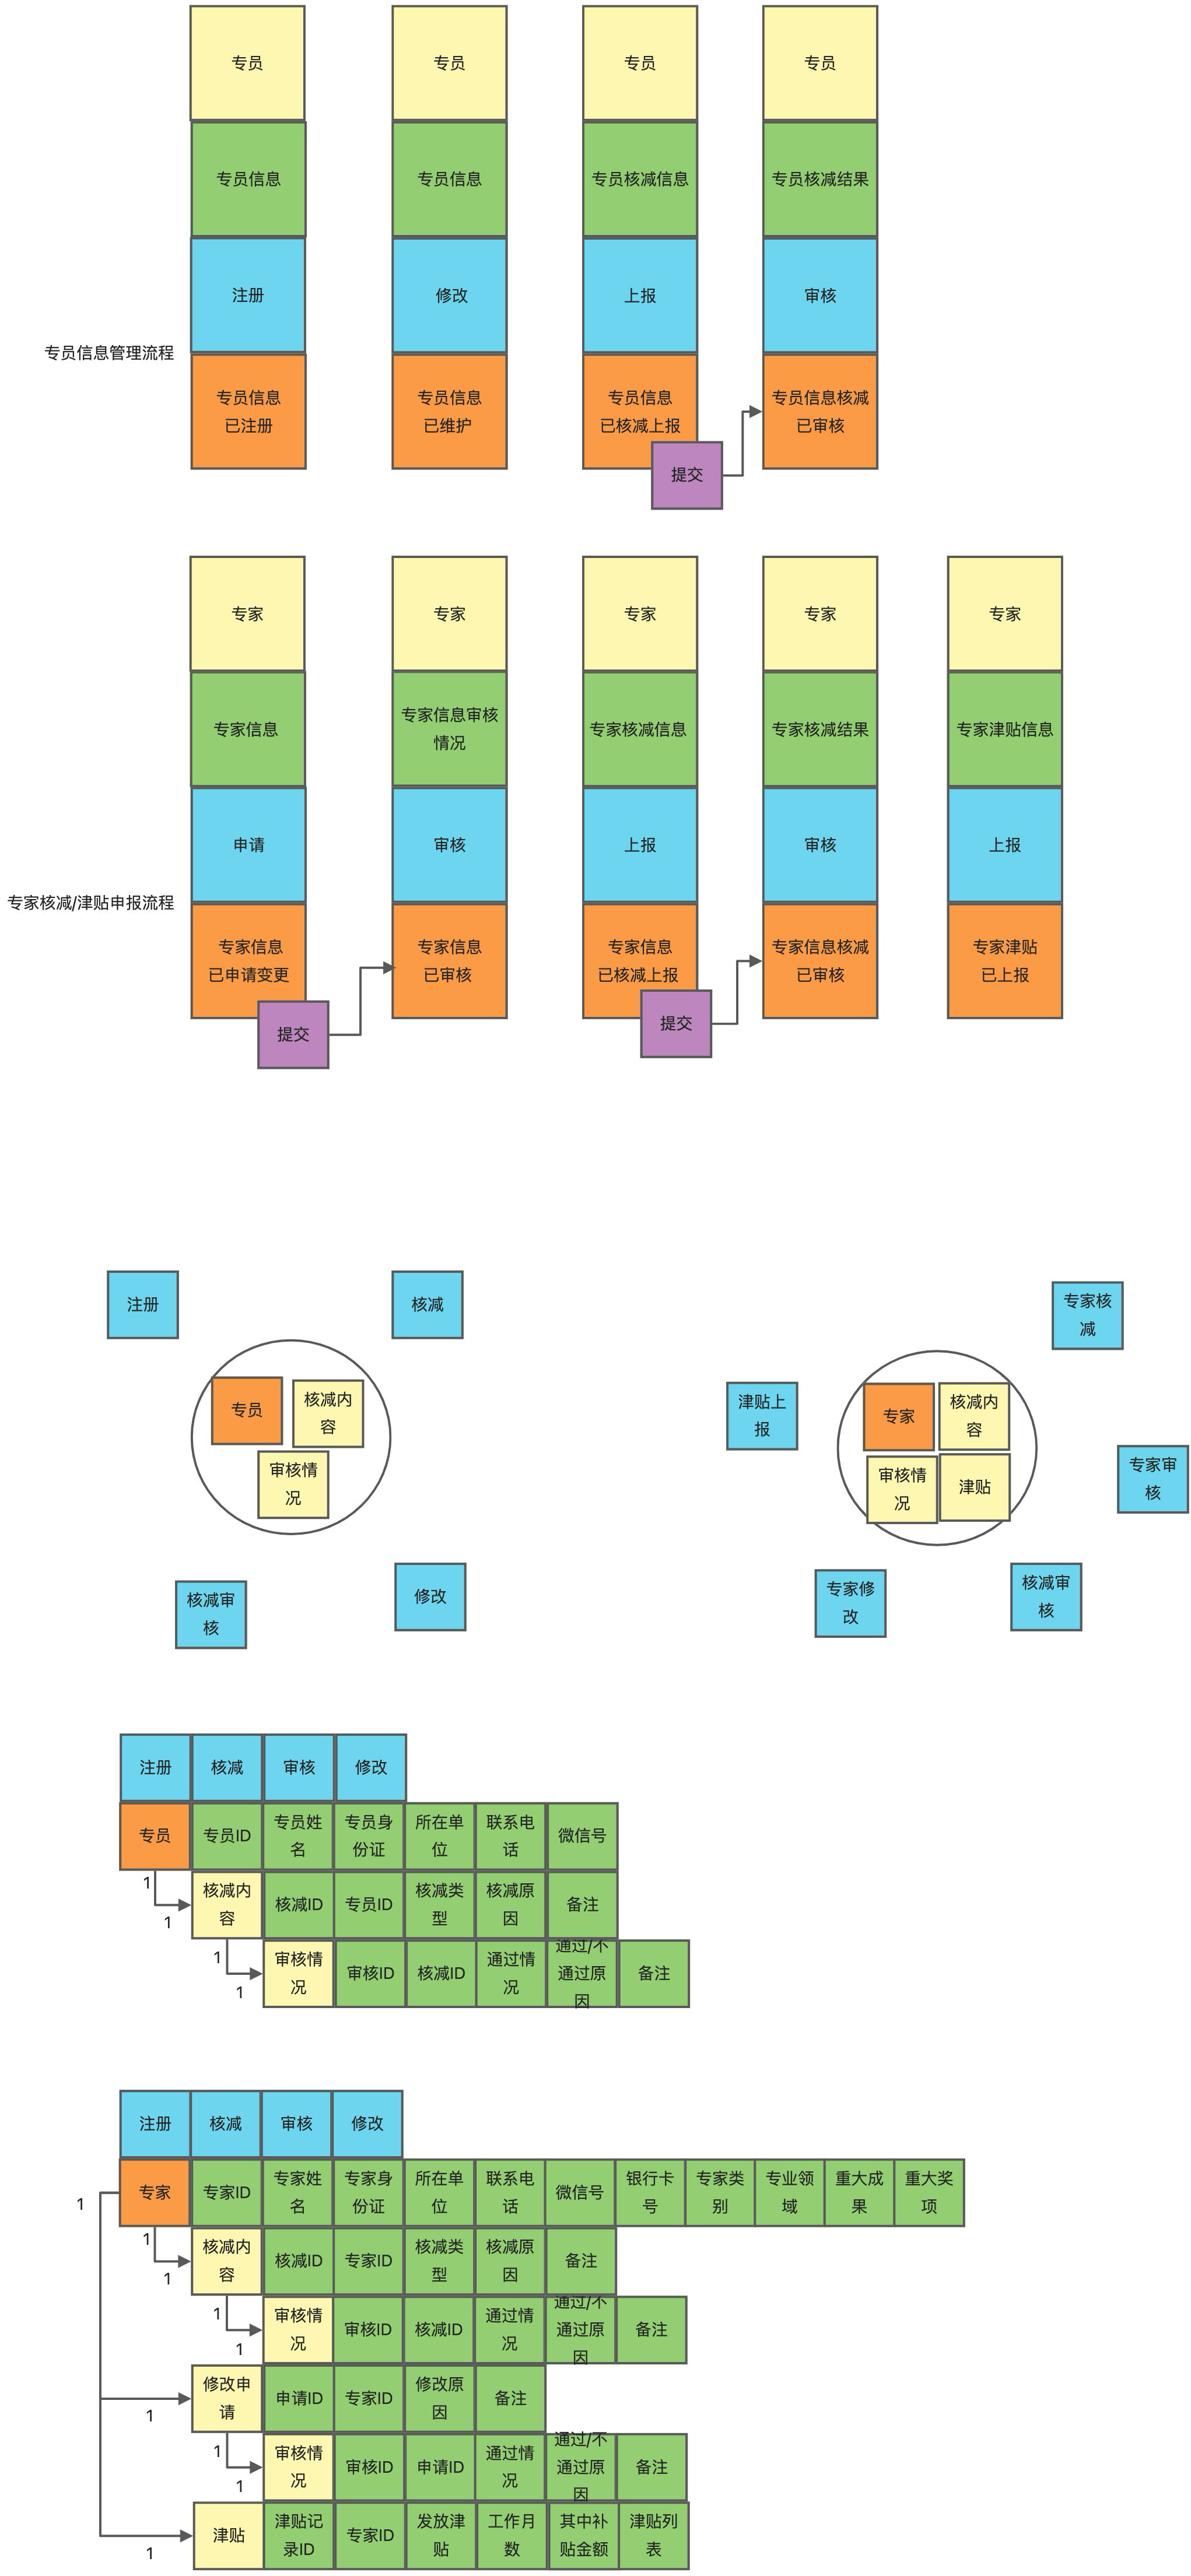 专员
专员
专员
专员
专员信息
专员信息
专员核减信息
专员核减结果
注册
修改
上报
审核
专员信息管理流程
专员信息
已注册
专员信息
已维护
专员信息
已核减上报
专员信息核减
已审核
提交
专家
专家
专家
专家
专家
专家信息
专家信息审核
情况
专家核减信息
专家核减结果
专家津贴信息
申请
审核
上报
审核
上报
专家核减/津贴申报流程
专家信息
已申请变更
专家信息
已审核
专家信息
已核减上报
专家信息核减
已审核
专家津贴
已上报
提交
提交
注册
核减
专员
核减内
容
审核情
况
核减审
核
修改
专家核
减
津贴上
报
专家
核减内
容
审核情
况
津贴
专家审
核
专家修
改
核减审
核
注册
核减
审核
修改
专员
专员ID
专员姓
名
专员身
份证
所在单
位
联系电
话
微信号
1
1
核减内
容
核减ID
专员ID
核减类
型
核减原
因
备注
1
1
审核情
况
审核ID
核减ID
通过情
况
通过/不
通过原
因
备注
注册
核减
审核
修改
1
专家
专家ID
专家姓
名
专家身
份证
所在单
位
联系电
话
微信号
银行卡
号
专家类
别
专业领
域
重大成
果
重大奖
项
1
1
核减内
容
核减ID
专家ID
核减类
型
核减原
因
备注
1
1
审核情
况
审核ID
核减ID
通过情
况
通过/不
通过原
因
备注
1
修改申
请
申请ID
专家ID
修改原
因
备注
1
1
审核情
况
审核ID
申请ID
通过情
况
通过/不
通过原
因
备注
1
津贴
津贴记
录ID
专家ID
发放津
贴
工作月
数
其中补
贴金额
津贴列
表